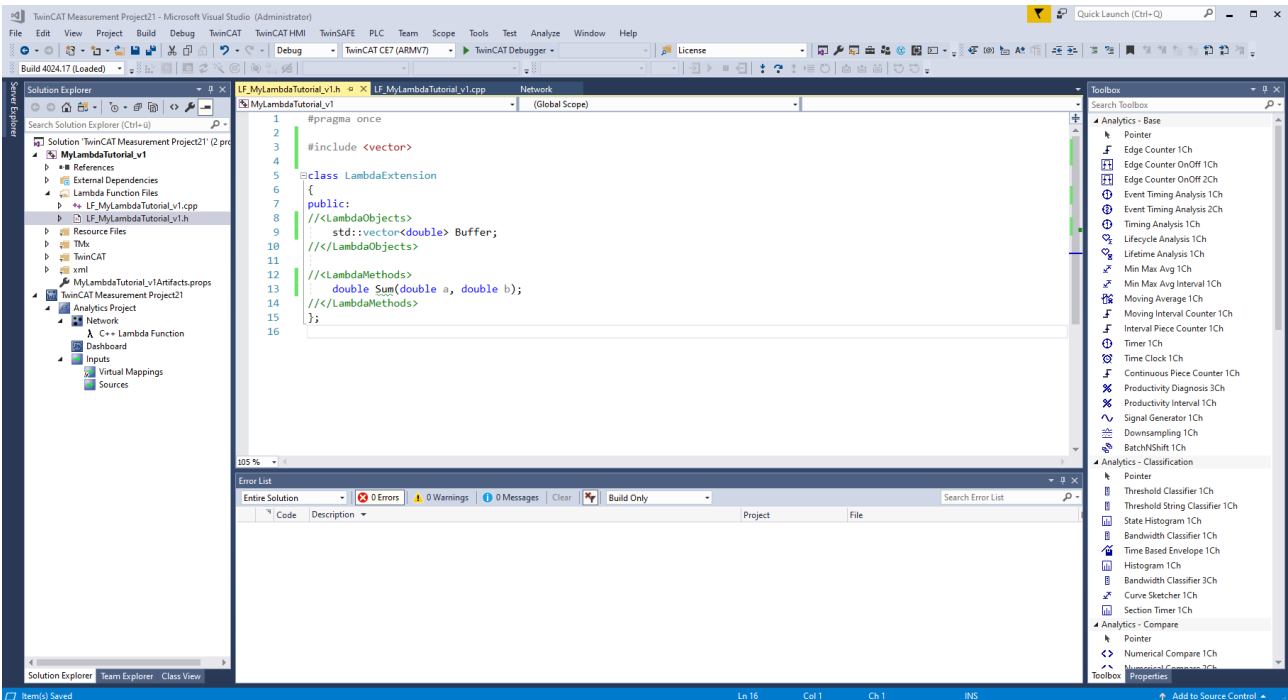 TwinCAT Measurement Project21 - Microsoft Visual Studio (Administrator)
Quick Launch (Ctrl+Q)
File Edit View Project Build Debug TwinCAT TwinCAT HMI TwinSAFE PLC Team Scope Tools Test Analyze Window Help
Debug TwinCAT CE7 (ARMV7) TwinCAT Debugger License
Build 4024.17 (Loaded)
Server Explorer
Solution Explorer
Search Solution Explorer (Ctrl+ü)
Solution 'TwinCAT Measurement Project21' (2 pro
MyLambdaTutorial_v1
References
External Dependencies
Lambda Function Files
LF_MyLambdaTutorial_v1.cpp
LF_MyLambdaTutorial_v1.h
Resource Files
TMx
TwinCAT
xml
MyLambdaTutorial_v1Artifacts.props
TwinCAT Measurement Project21
Analytics Project
Network
C++ Lambda Function
Dashboard
Inputs
Virtual Mappings
Sources
Solution Explorer Team Explorer Class View
LF_MyLambdaTutorial_v1.h LF_MyLambdaTutorial_v1.cpp Network
MyLambdaTutorial_v1 (Global Scope)
1 #pragma once
2
3 #include <vector>
4
5 class LambdaExtension
6 {
7 public:
8 //<LambdaObjects>
9 std::vector<double> Buffer;
10 //</LambdaObjects>
11
12 //<LambdaMethods>
13 double Sum(double a, double b);
14 //</LambdaMethods>
15 };
16
105 %
Error List
Entire Solution 0 Errors 0 Warnings 0 Messages Clear Build Only Search Error List
Code Description Project File
Toolbox
Search Toolbox
Analytics - Base
Pointer
Edge Counter 1Ch
Edge Counter OnOff 1Ch
Edge Counter OnOff 2Ch
Event Timing Analysis 1Ch
Event Timing Analysis 2Ch
Timing Analysis 1Ch
Lifecycle Analysis 1Ch
Lifetime Analysis 1Ch
Min Max Avg 1Ch
Min Max Avg Interval 1Ch
Moving Average 1Ch
Moving Interval Counter 1Ch
Interval Piece Counter 1Ch
Timer 1Ch
Time Clock 1Ch
Continuous Piece Counter 1Ch
Productivity Diagnosis 3Ch
Productivity Interval 1Ch
Signal Generator 1Ch
Downsampling 1Ch
BatchNShift 1Ch
Analytics - Classification
Pointer
Threshold Classifier 1Ch
Threshold String Classifier 1Ch
State Histogram 1Ch
Bandwidth Classifier 1Ch
Time Based Envelope 1Ch
Histogram 1Ch
Bandwidth Classifier 3Ch
Curve Sketcher 1Ch
Section Timer 1Ch
Analytics - Compare
Pointer
Numerical Compare 1Ch
Numerical Compare 2Ch
Toolbox Properties
Item(s) Saved Ln 16 Col 1 Ch 1 INS Add to Source Control